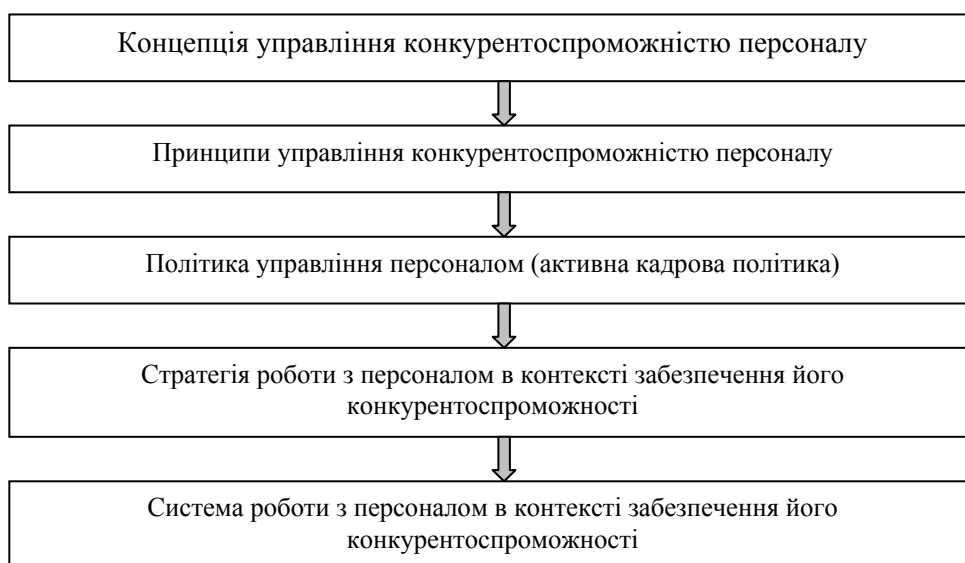 Концепція управління конкурентоспроможністю персоналу
Принципи управління конкурентоспроможністю персоналу
Політика управління персоналом (активна кадрова політика)
Стратегія роботи з персоналом в контексті забезпечення його
конкурентоспроможності
Система роботи з персоналом в контексті забезпечення його
конкурентоспроможності